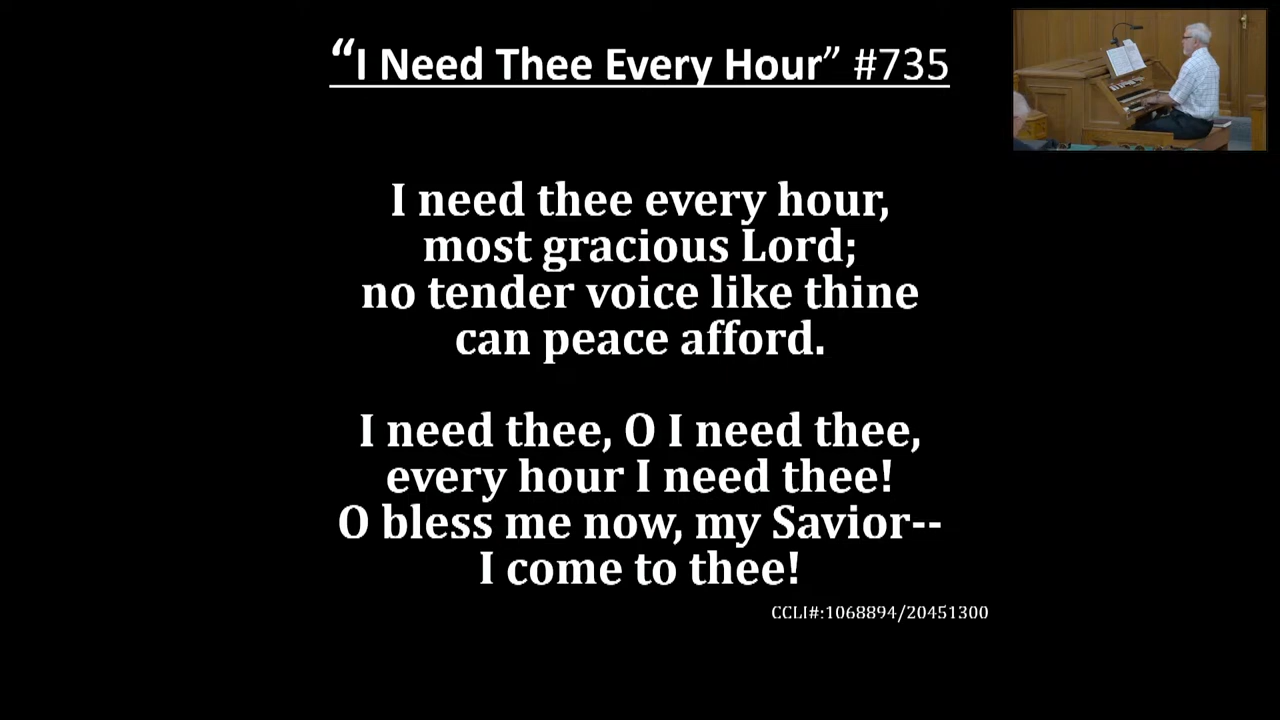 “I Need Thee Every Hour” #735
I need thee every hour,
most gracious Lord;
no tender voice like thine
can peace afford.
I need thee, O I need thee,
every hour I need thee!
O bless me now, my Savior--
I come to thee!
CCLI#:1068894/20451300